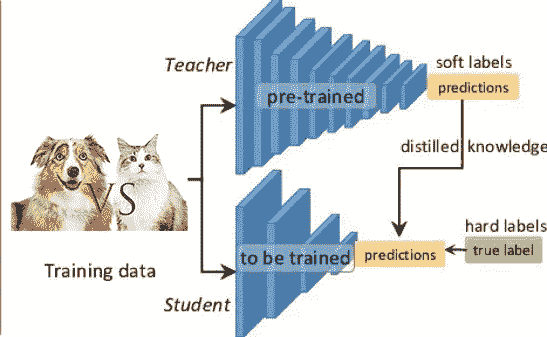 Teacher
soft labels
pre-trained
predictions
distilled knowledge
VS
hard labels
to be trained
predictions
true label
Training data
Student